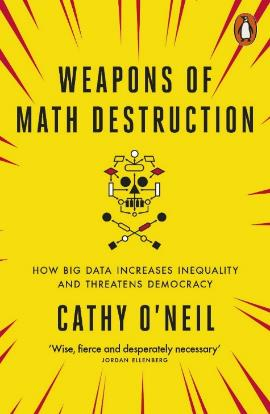 WEAPONS OF
MATH DESTRUCTION
HOW BIG DATA INCREASES INEQUALITY
AND THREATENS DEMOCRACY
CATHY O'NEIL
'Wise, fierce and desperately necessary'
JORDAN ELLENBERG